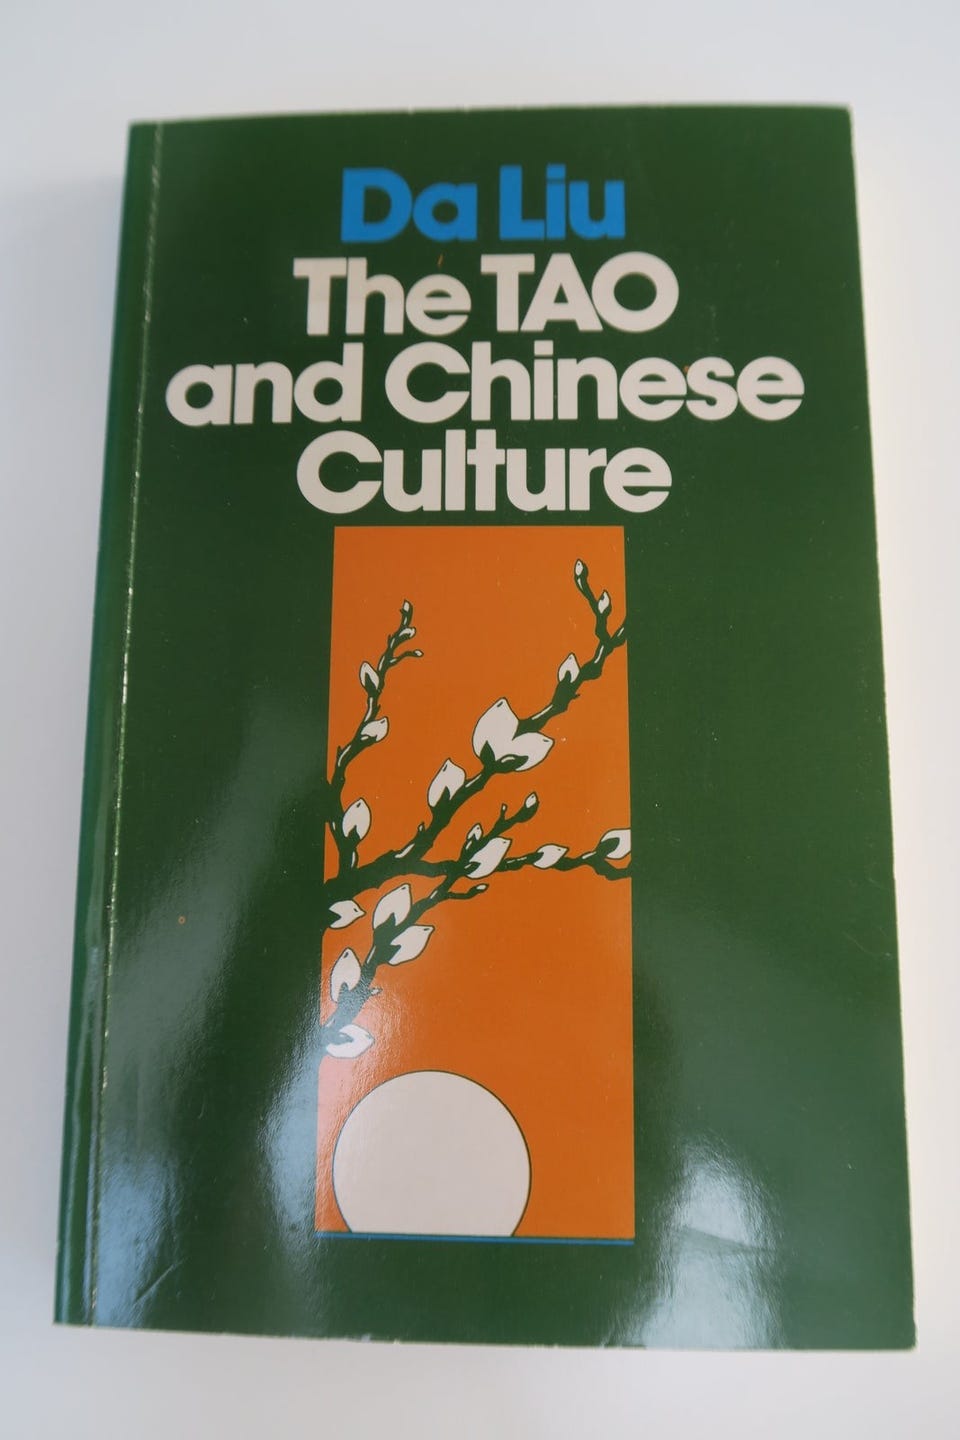 Da Liu
The TAO
and Chinese
Culture